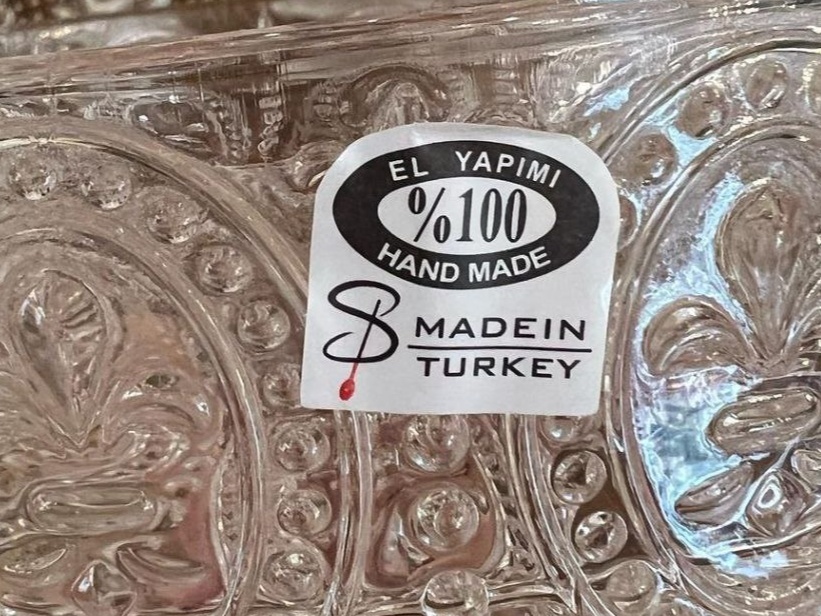 EL YAPIMI
%100
HAND MADE
MADEIN
TURKEY